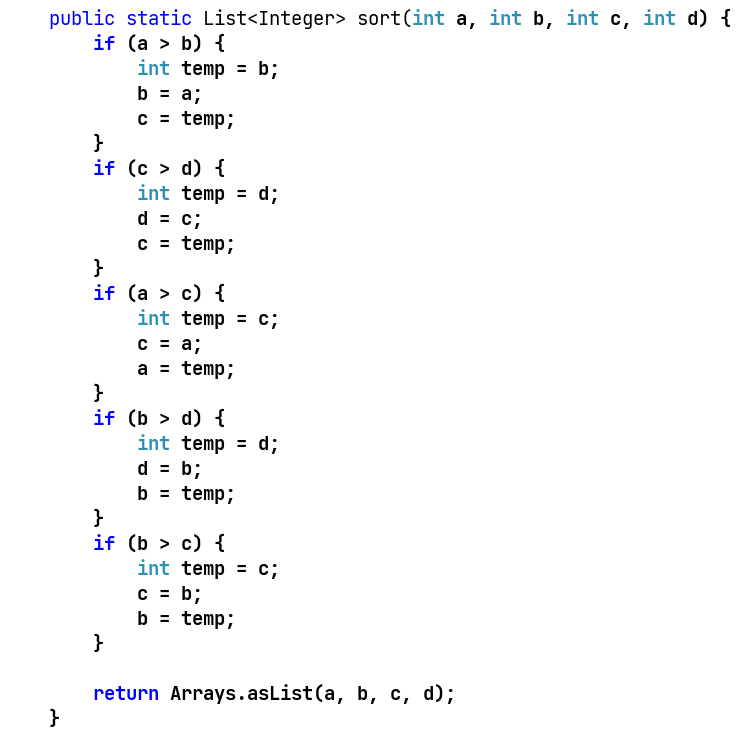 public static List<Integer> sort(int a, int b, int c, int d) {
    if (a > b) {
        int temp = b;
        b = a;
        c = temp;
    }
    if (c > d) {
        int temp = d;
        d = c;
        c = temp;
    }
    if (a > c) {
        int temp = c;
        c = a;
        a = temp;
    }
    if (b > d) {
        int temp = d;
        d = b;
        b = temp;
    }
    if (b > c) {
        int temp = c;
        c = b;
        b = temp;
    }

    return Arrays.asList(a, b, c, d);
}